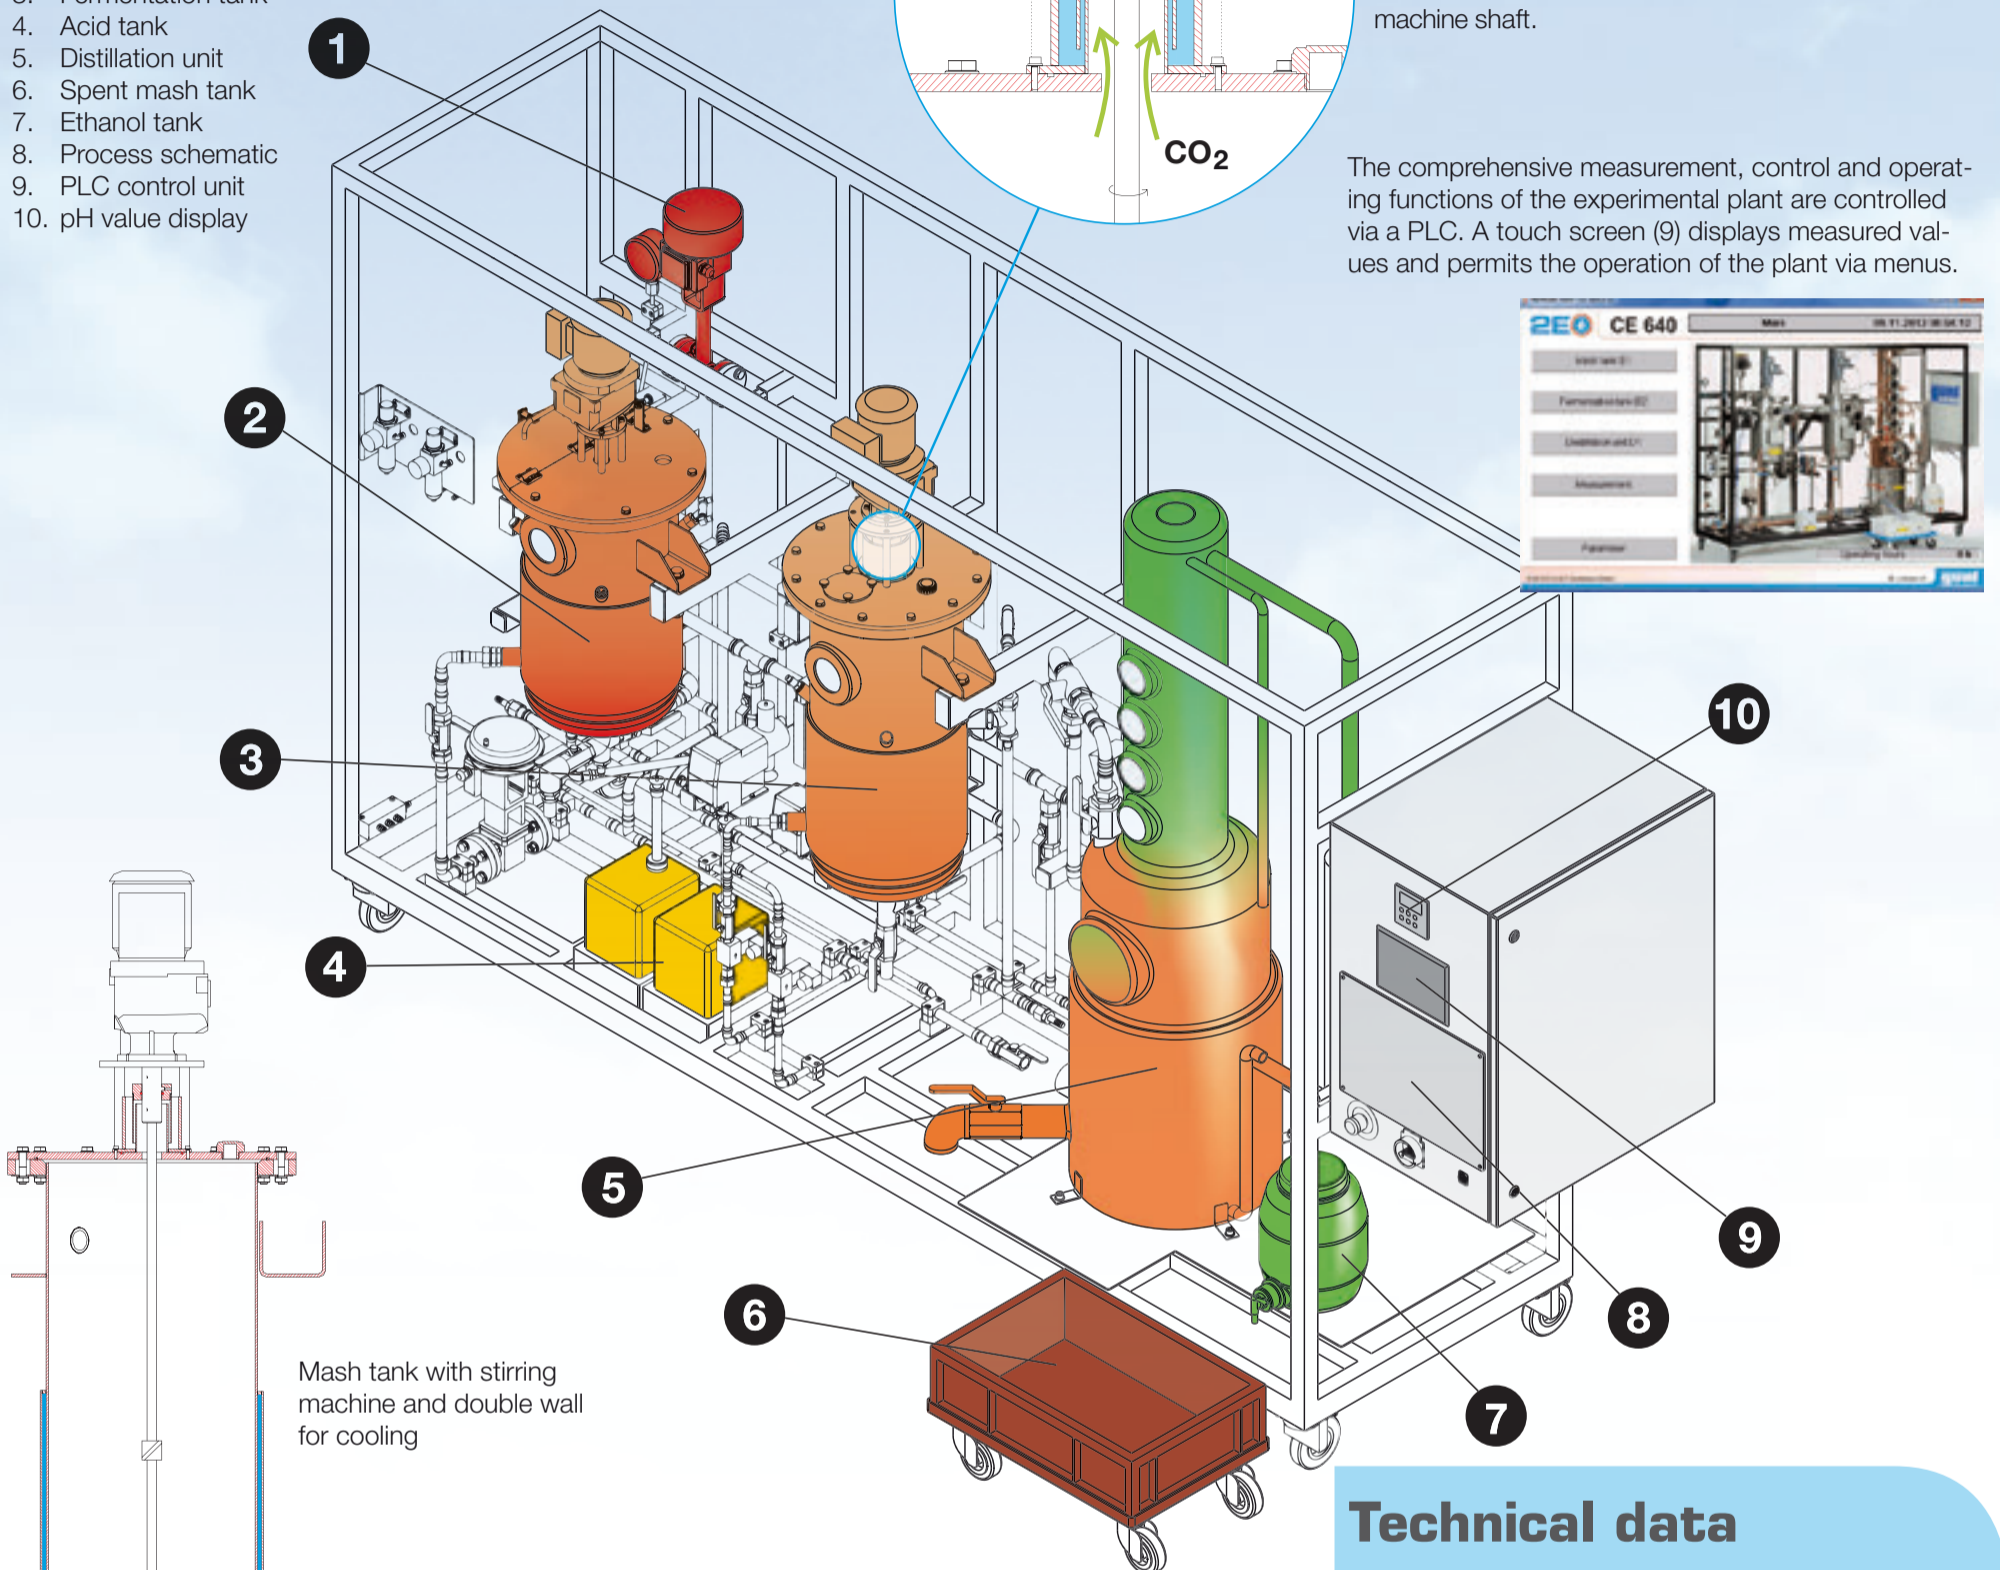 3. Fermentation tank
4. Acid tank
5. Distillation unit
6. Spent mash tank
7. Ethanol tank
8. Process schematic
9. PLC control unit
10. pH value display
machine shaft.
CO₂
The comprehensive measurement, control and operat-
ing functions of the experimental plant are controlled
via a PLC. A touch screen (9) displays measured val-
ues and permits the operation of the plant via menus.
2E
CE 640
1
2
3
4
5
6
7
8
9
10
Mash tank with stirring
machine and double wall
for cooling
Technical data